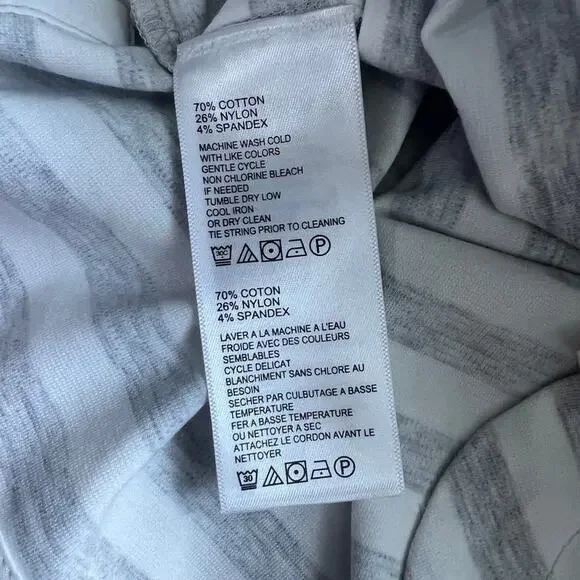 70% COTTON
26% NYLON
4% SPANDEX
MACHINE WASH COLD
WITH LIKE COLORS
GENTLE CYCLE
NON CHLORINE BLEACH
IF NEEDED
TUMBLE DRY LOW
COOL IRON
OR DRY CLEAN
TIE STRING PRIOR TO CLEANING
30C P
70% COTON
26% NYLON
4% SPANDEX
LAVER A LA MACHINE A L'EAU
FROIDE AVEC DES COULEURS
SEMBLABLES
CYCLE DELICAT
BLANCHIMENT SANS CHLORE AU
BESOIN
SECHER PAR CULBUTAGE A BASSE
TEMPERATURE
FER A BASSE TEMPERATURE
OU NETTOYER A SEC
ATTACHEZ LE CORDON AVANT LE
NETTOYER
30 P